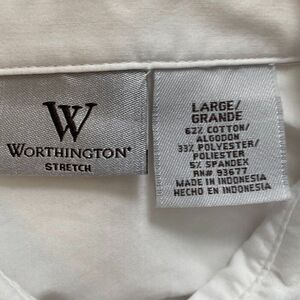 W
WORTHINGTON®
STRETCH
LARGE/
GRANDE
62% COTTON/
ALGODON
33% POLYESTER/
POLIESTER
5% SPANDEX
RN# 93677
MADE IN INDONESIA
HECHO EN INDONESIA